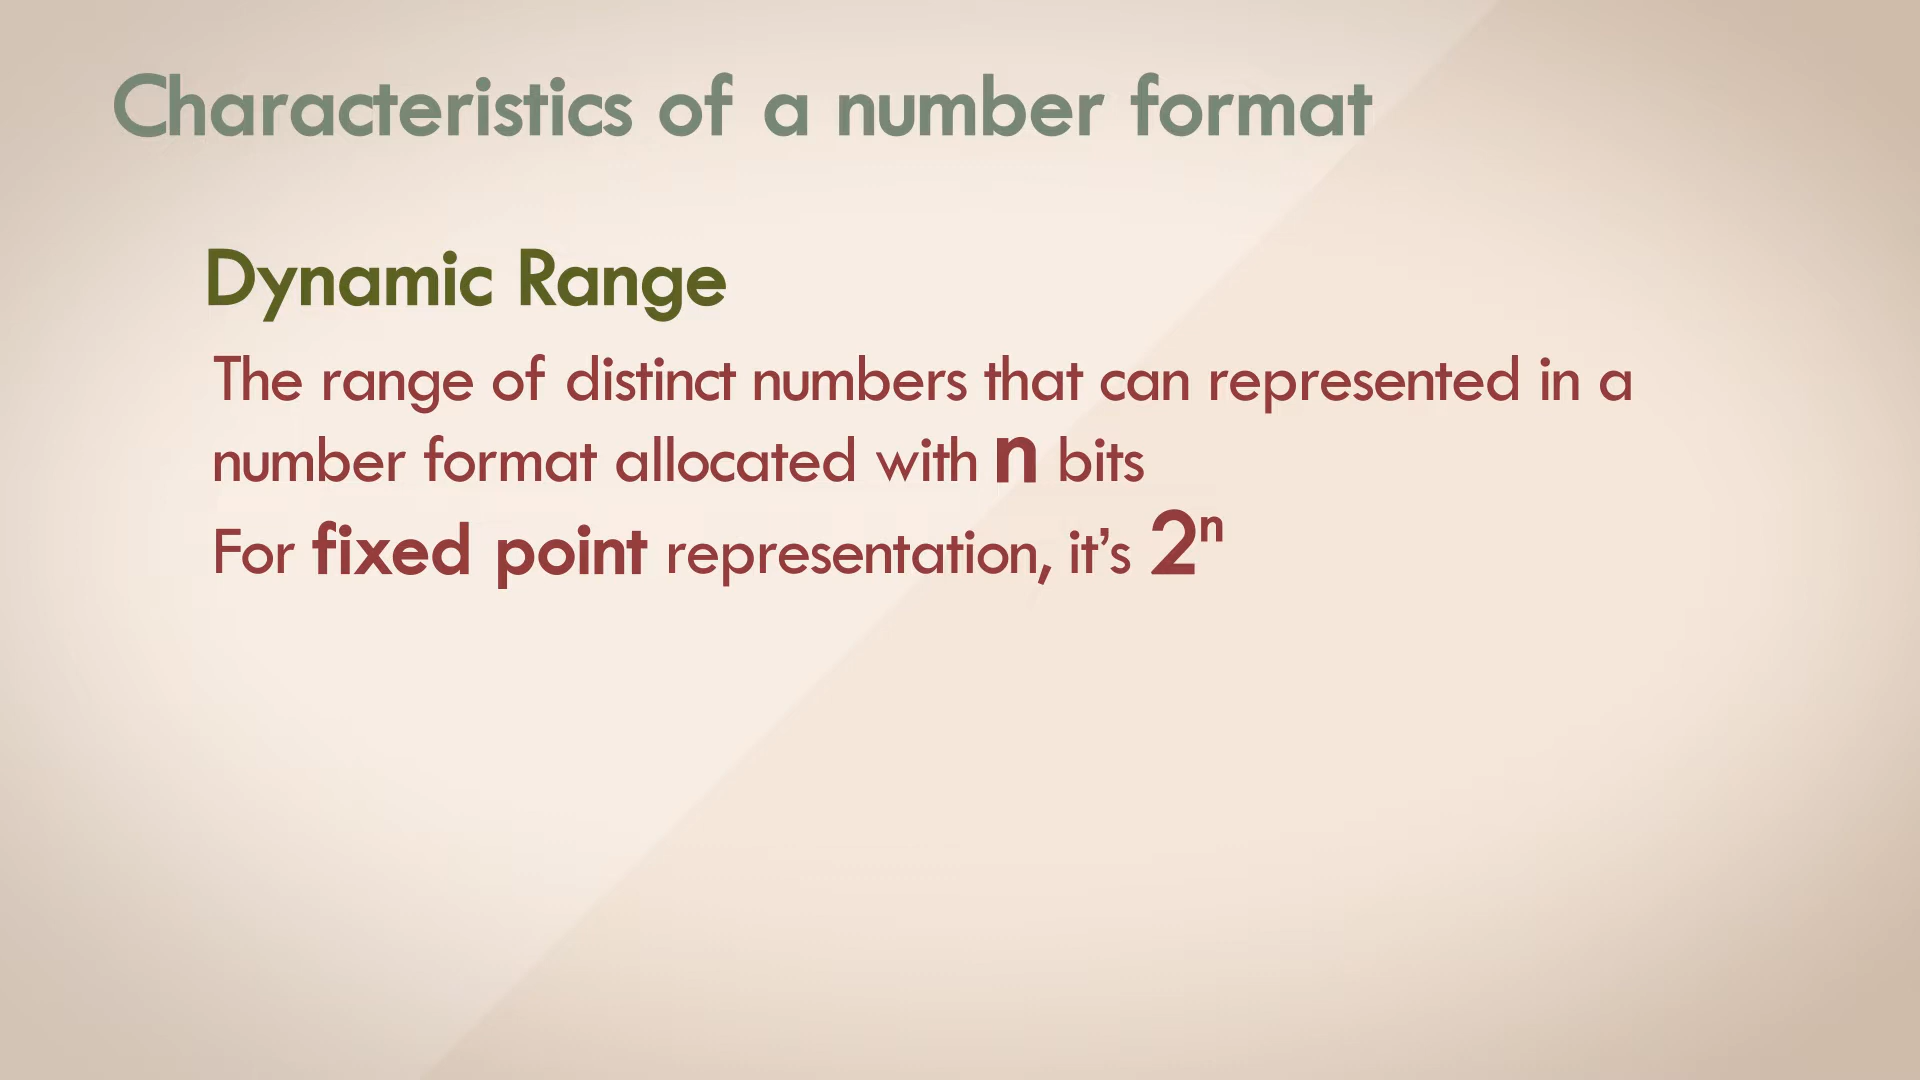 Characteristics of a number format
Dynamic Range
The range of distinct numbers that can represented in a
number format allocated with n bits
For fixed point representation, it’s 2ⁿ